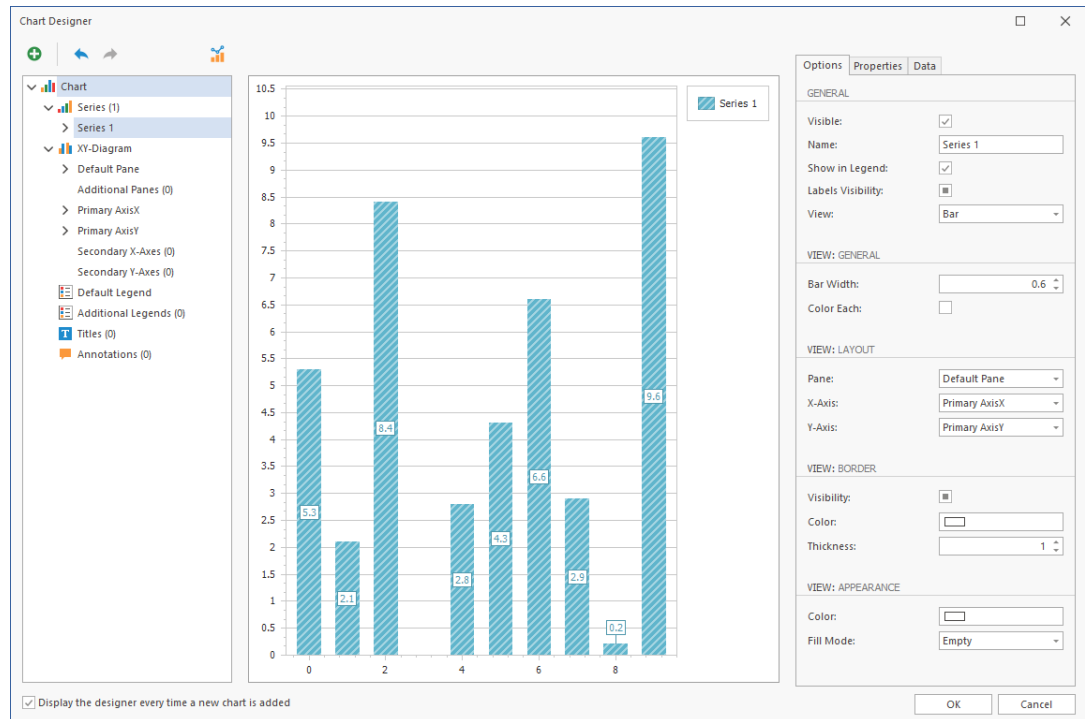 Chart Designer
Chart
Series (1)
Series 1
XY-Diagram
Default Pane
Additional Panes (0)
Primary AxisX
Primary AxisY
Secondary X-Axes (0)
Secondary Y-Axes (0)
Default Legend
Additional Legends (0)
T Titles (0)
Annotations (0)
10.5
10
9.5
9
8.5
8
7.5
7
6.5
6
5.5
5
4.5
4
3.5
3
2.5
2
1.5
1
0.5
0
5.3
2.1
8.4
2.8
4.3
6.6
2.9
0.2
9.6
0 2 4 6 8
Series 1
Options Properties Data
GENERAL
Visible:
Name: Series 1
Show in Legend:
Labels Visibility:
View: Bar
VIEW: GENERAL
Bar Width: 0.6
Color Each:
VIEW: LAYOUT
Pane: Default Pane
X-Axis: Primary AxisX
Y-Axis: Primary AxisY
VIEW: BORDER
Visibility:
Color:
Thickness: 1
VIEW: APPEARANCE
Color:
Fill Mode: Empty
Display the designer every time a new chart is added
OK Cancel